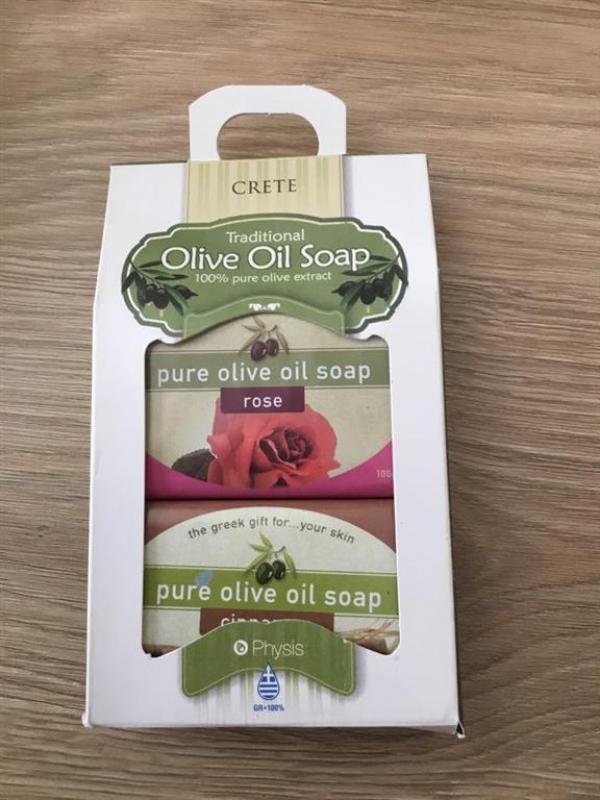 CRETE
Traditional
Olive Oil Soap
100% pure olive extract
pure olive oil soap
rose
100
the greek gift for...your skin
pure olive oil soap
Physis
GR•100%